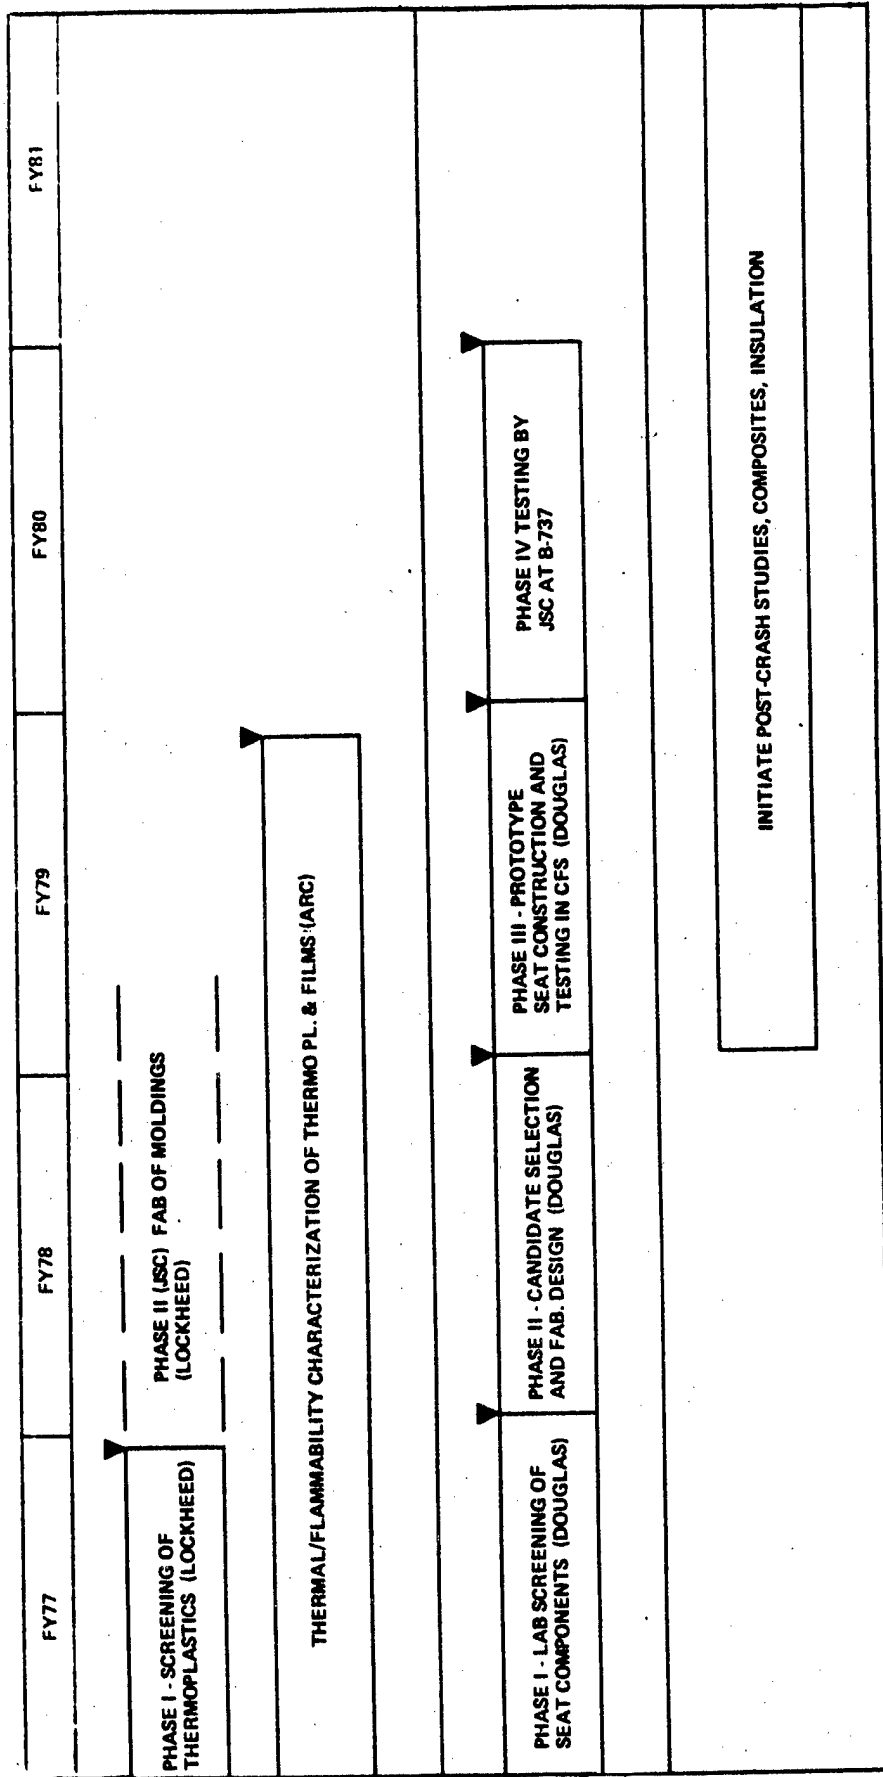 FY77
FY78
FY79
FY80
FY81
PHASE I - SCREENING OF
THERMOPLASTICS (LOCKHEED)
PHASE II (JSC) FAB OF MOLDINGS
(LOCKHEED)
THERMAL/FLAMMABILITY CHARACTERIZATION OF THERMO PL. & FILMS (ARC)
PHASE I - LAB SCREENING OF
SEAT COMPONENTS (DOUGLAS)
PHASE II - CANDIDATE SELECTION
AND FAB. DESIGN (DOUGLAS)
PHASE III - PROTOTYPE
SEAT CONSTRUCTION AND
TESTING IN CFS (DOUGLAS)
PHASE IV TESTING BY
JSC AT B-737
INITIATE POST-CRASH STUDIES, COMPOSITES, INSULATION